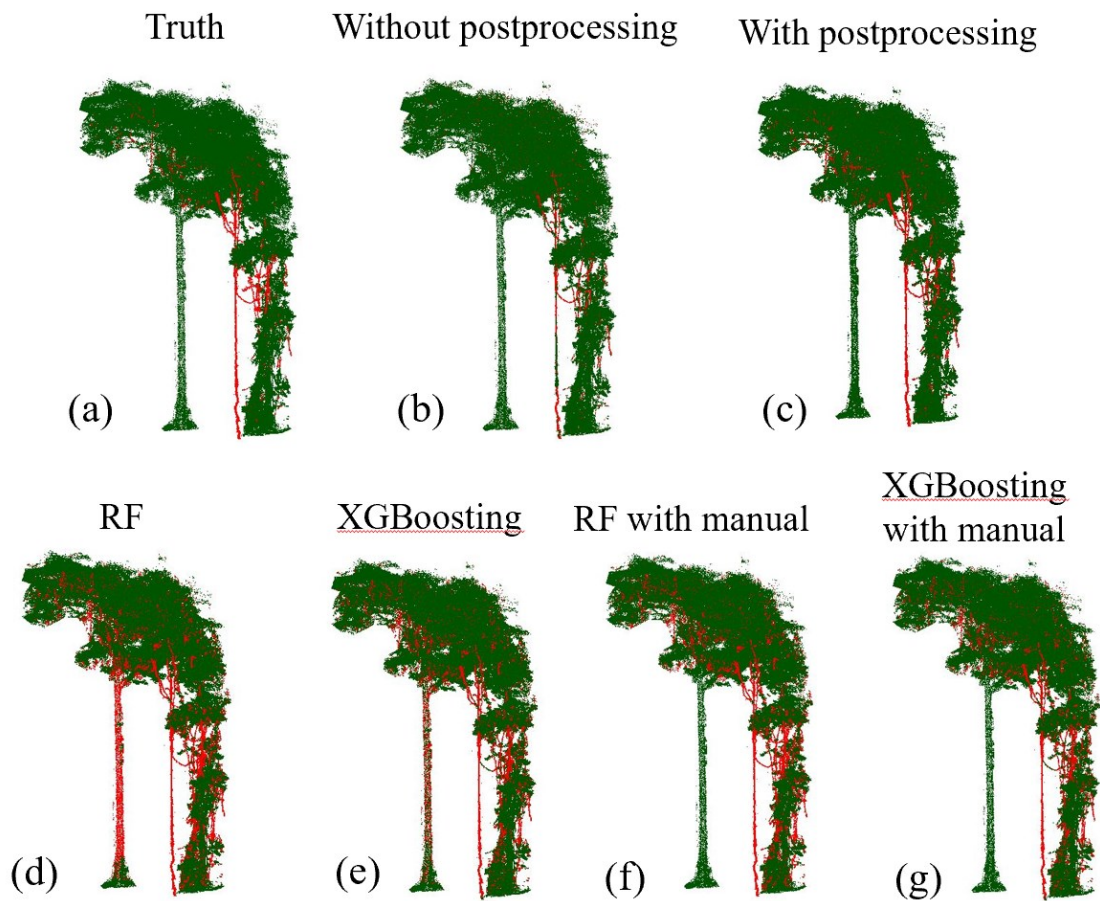 Truth
Without postprocessing
With postprocessing
(a)
(b)
(c)
RF
XGBoosting
RF with manual
XGBoosting
with manual
(d)
(e)
(f)
(g)